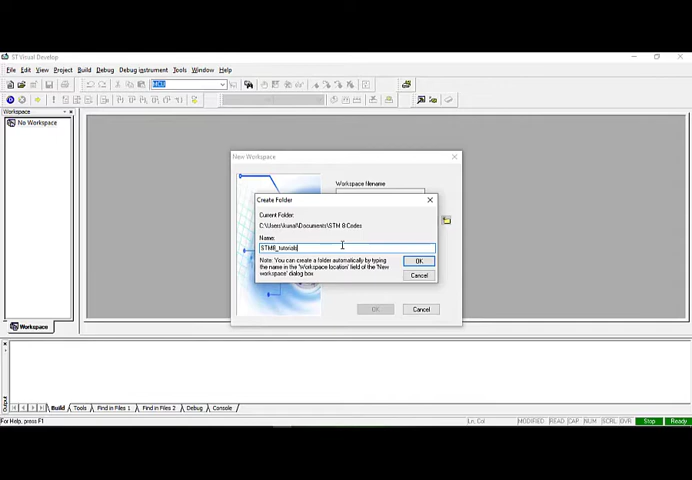 ST Visual Develop
File Edit View Project Build Debug Debug instrument Tools Window Help
MCU
Workspace
No Workspace
Workspace
New Workspace
Workspace filename
OK
Cancel
Create Folder
Current Folder:
C:\Users\kunal\Documents\STM 8 Codes
Name:
STM8_tutorials
Note: You can create a folder automatically by typing
the name in the 'Workspace location' field of the 'New
workspace' dialog box
OK
Cancel
Output
Build Tools Find in Files 1 Find in Files 2 Debug Console
For Help, press F1
Ln, Col
MODIFIED READ CAP NUM SCRL OVR Stop Ready